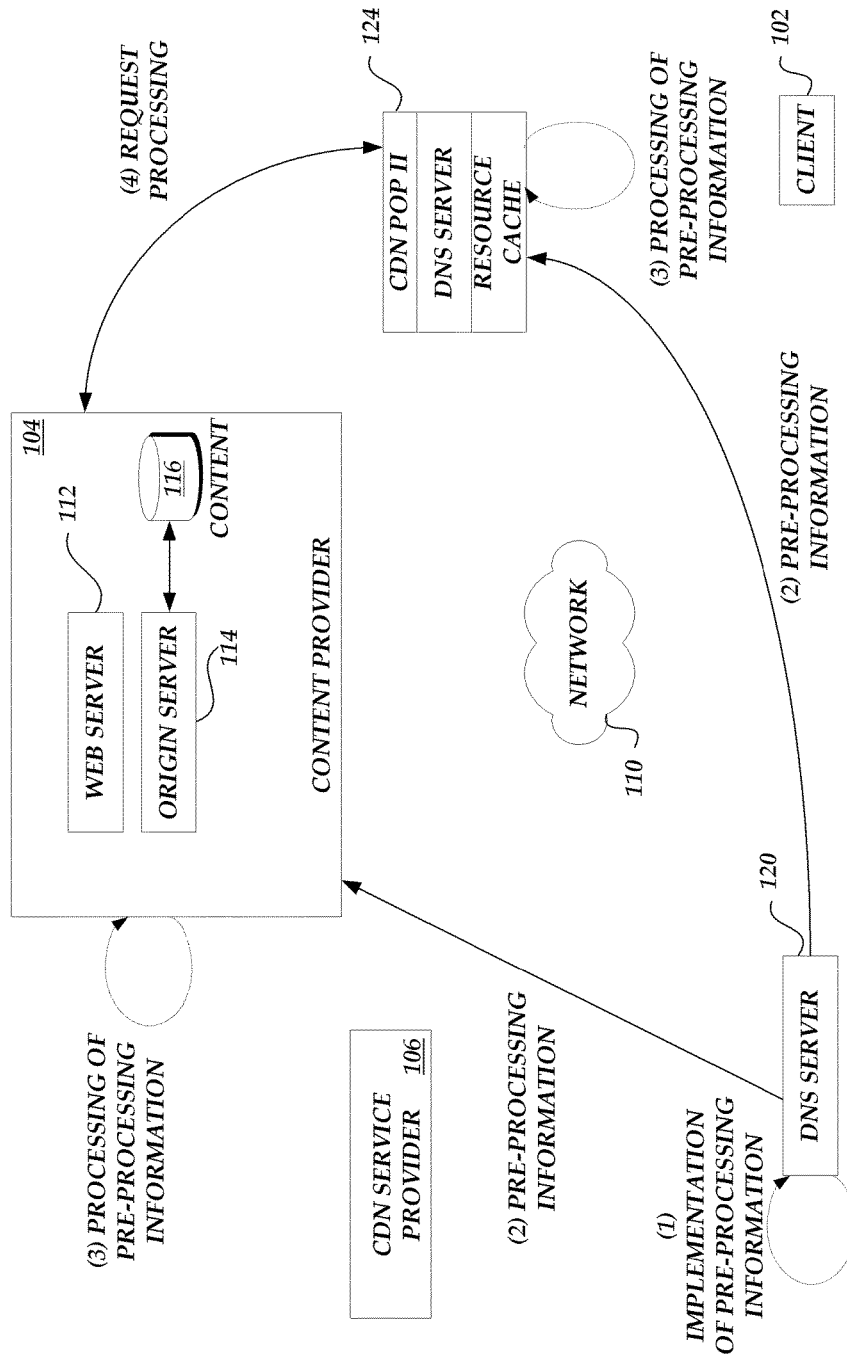 (3) PROCESSING OF
PRE-PROCESSING
INFORMATION
104
WEB SERVER
112
ORIGIN SERVER
114
116
CONTENT
CONTENT PROVIDER
(4) REQUEST
PROCESSING
CDN SERVICE
PROVIDER
106
CDN POP II
DNS SERVER
RESOURCE
CACHE
124
(2) PRE-PROCESSING
INFORMATION
NETWORK
110
(3) PROCESSING OF
PRE-PROCESSING
INFORMATION
(1)
IMPLEMENTATION
OF PRE-PROCESSING
INFORMATION
DNS SERVER
120
(2) PRE-PROCESSING
INFORMATION
CLIENT
102